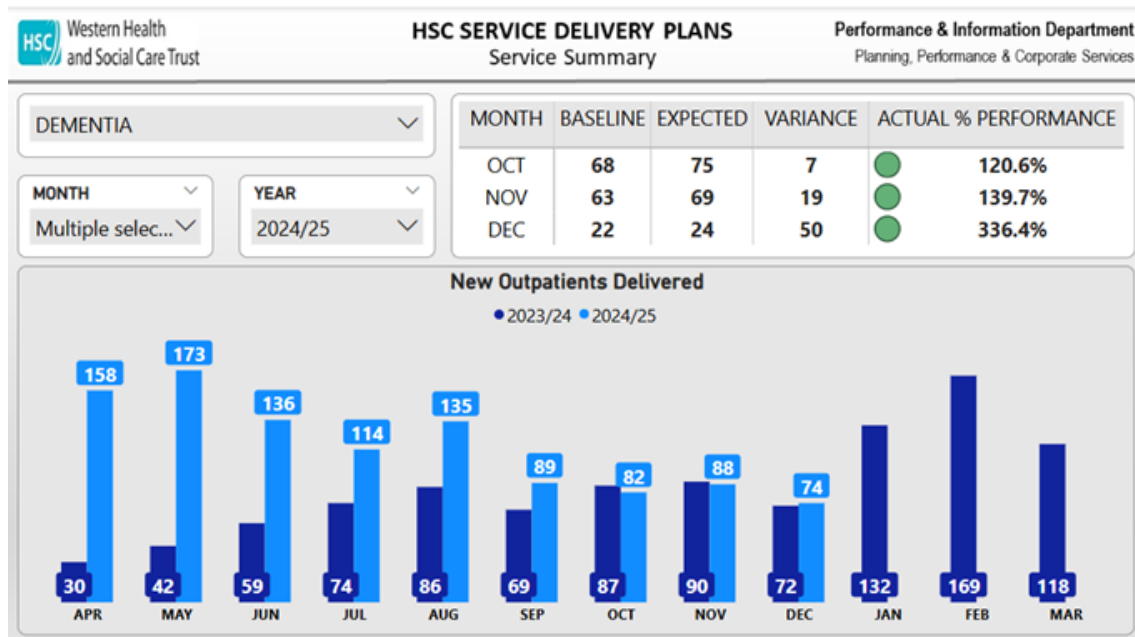 HSC
Western Health
and Social Care Trust
HSC SERVICE DELIVERY PLANS
Service Summary
Performance & Information Department
Planning, Performance & Corporate Services
DEMENTIA
MONTH
Multiple selec...
YEAR
2024/25
MONTH BASELINE EXPECTED VARIANCE ACTUAL % PERFORMANCE
OCT 68 75 7 120.6%
NOV 63 69 19 139.7%
DEC 22 24 50 336.4%
New Outpatients Delivered
2023/24 2024/25
158 173 136 114 135 89 82 88 74
30 42 59 74 86 69 87 90 72 132 169 118
APR MAY JUN JUL AUG SEP OCT NOV DEC JAN FEB MAR